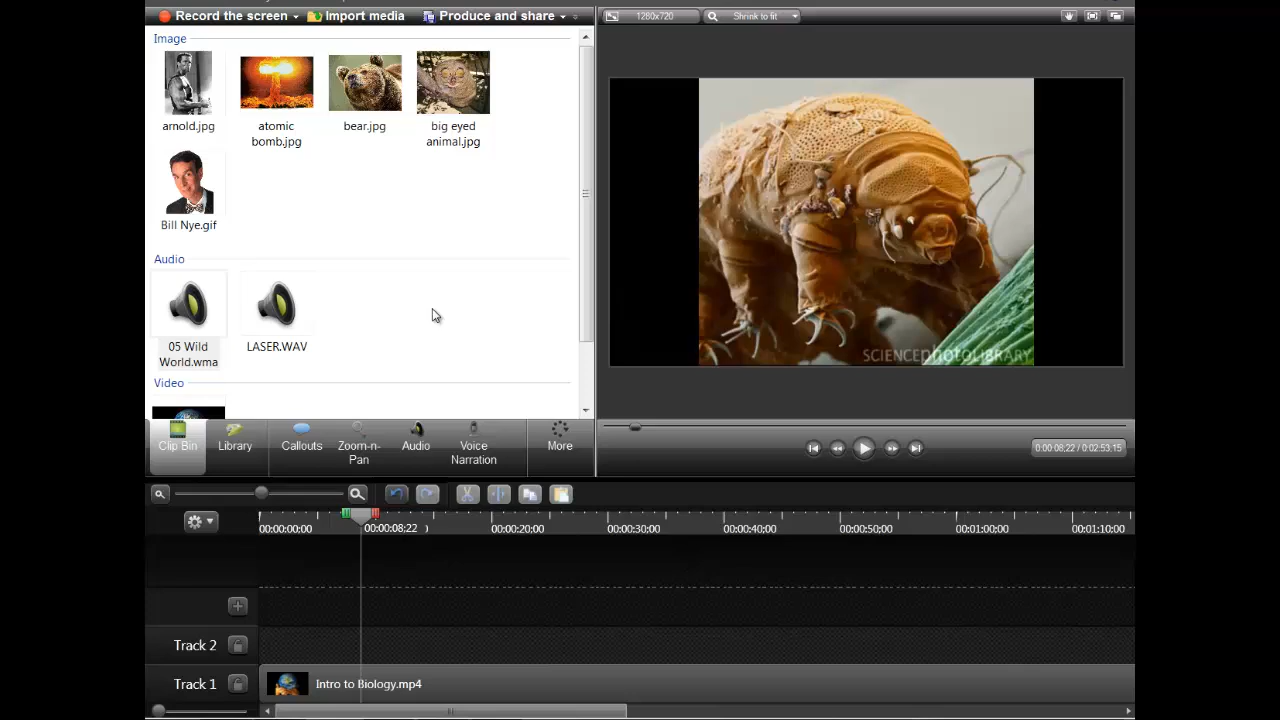 Record the screen
Import media
Produce and share
1280x720
Shrink to fit
Image
arnold.jpg
atomic
bomb.jpg
bear.jpg
big eyed
animal.jpg
Bill Nye.gif
Audio
05 Wild
World.wma
LASER.WAV
Video
SCIENCEphotoLIBRARY
Clip Bin
Library
Callouts
Zoom-n-
Pan
Audio
Voice
Narration
More
0:00:08;22 / 0:02:53.15
00:00:00;00
00:00:08;22
00:00:20;00
00:00:30;00
00:00:40;00
00:00:50;00
00:01:00;00
00:01:10;00
Track 2
Track 1
Intro to Biology.mp4